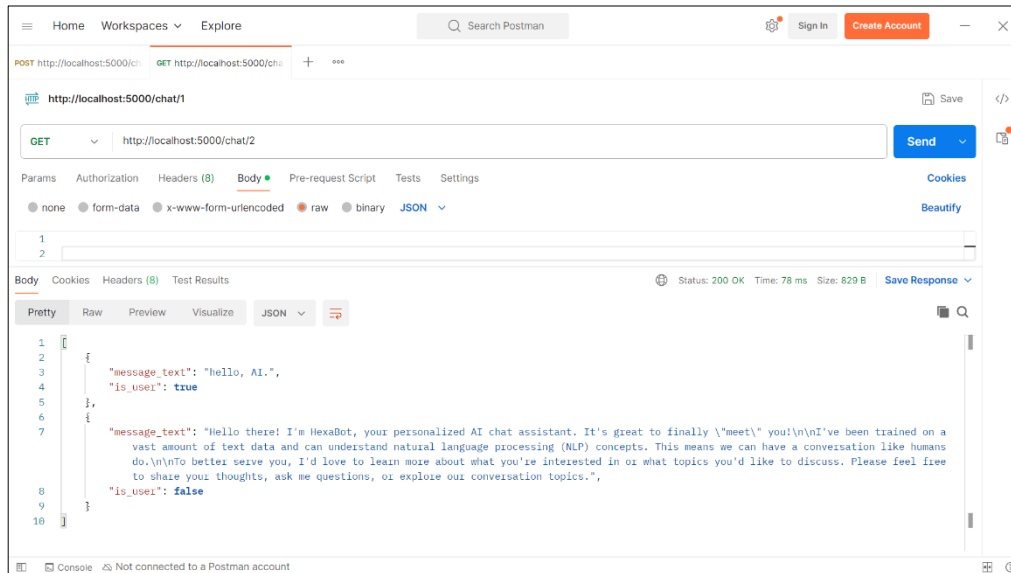 Home Workspaces Explore Search Postman Sign In Create Account
POST http://localhost:5000/ch GET http://localhost:5000/cha
HTTP http://localhost:5000/chat/1 Save
GET http://localhost:5000/chat/2 Send
Params Authorization Headers (8) Body Pre-request Script Tests Settings Cookies
none form-data x-www-form-urlencoded raw binary JSON Beautify
1
2
Body Cookies Headers (8) Test Results Status: 200 OK Time: 78 ms Size: 829 B Save Response
Pretty Raw Preview Visualize JSON
1 [
2 {
3 "message_text": "hello, AI.",
4 "is_user": true
5 },
6 {
7 "message_text": "Hello there! I'm HexaBot, your personalized AI chat assistant. It's great to finally \"meet\" you!\n\nI've been trained on a
vast amount of text data and can understand natural language processing (NLP) concepts. This means we can have a conversation like humans
do.\n\nTo better serve you, I'd love to learn more about what you're interested in or what topics you'd like to discuss. Please feel free
to share your thoughts, ask me questions, or explore our conversation topics.",
8 "is_user": false
9 }
10 ]
Console Not connected to a Postman account